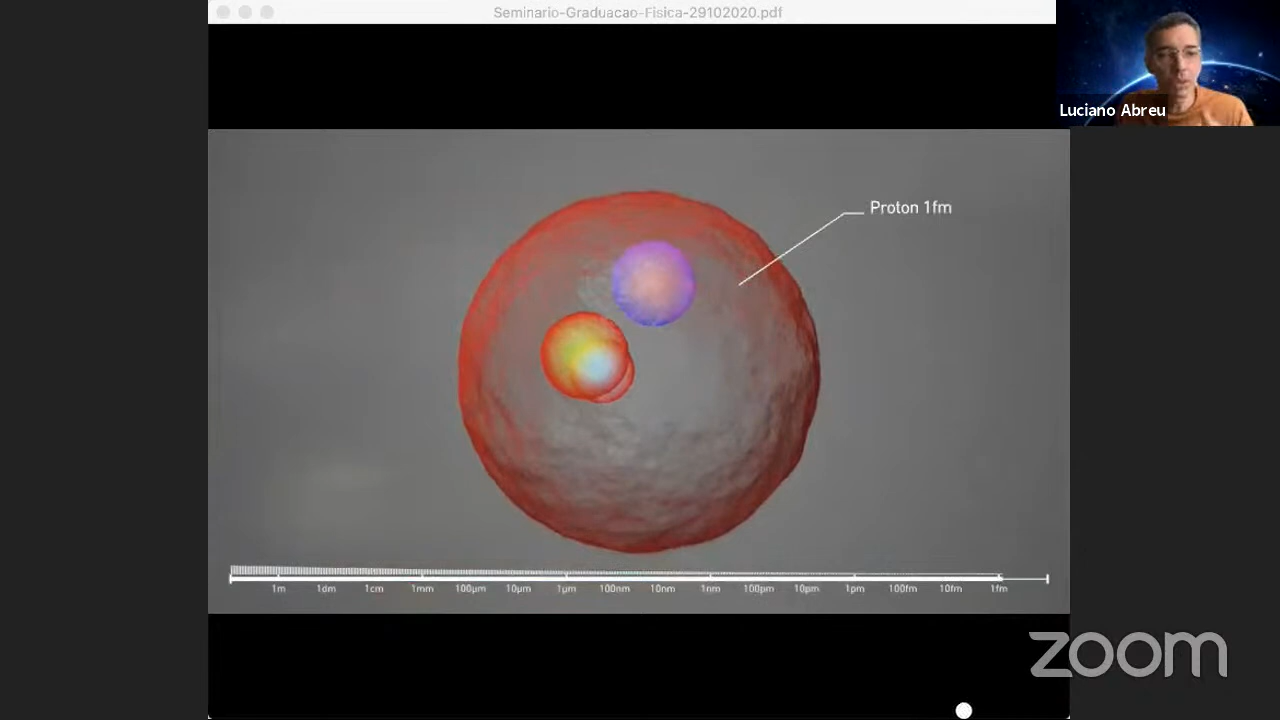 Seminario-Graduacao-Fisica-29102020.pdf
Luciano Abreu
Proton 1fm
1m 1dm 1cm 1mm 100µm 10µm 1µm 100nm 10nm 1nm 100pm 10pm 1pm 100fm 10fm 1fm
zoom